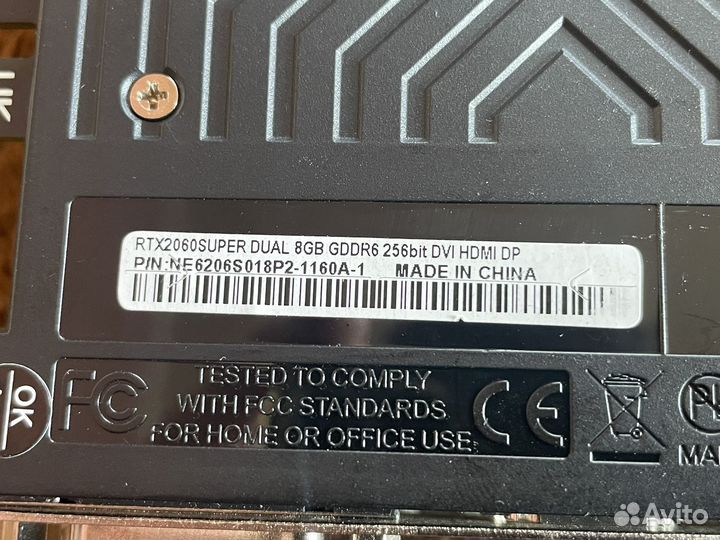 UK
RTX2060SUPER DUAL 8GB GDDR6 256bit DVI HDMI DP
P/N:NE6206S018P2-1160A-1 MADE IN CHINA
OK
FC
TESTED TO COMPLY
WITH FCC STANDARDS
FOR HOME OR OFFICE USE
CE
Avito